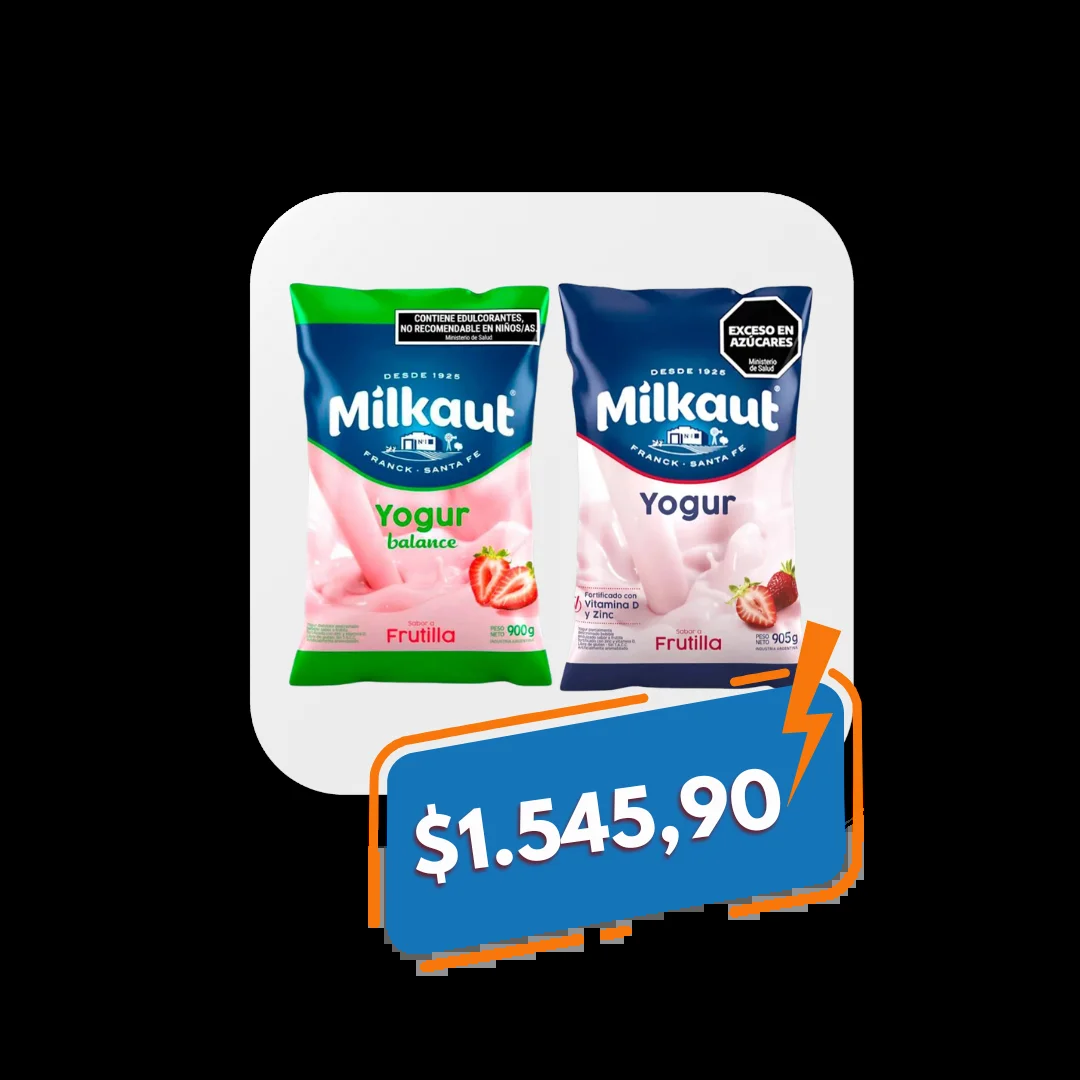 CONTIENE EDULCORANTES,
NO RECOMENDABLE EN NIÑOS/AS.
Ministerio de Salud
DESDE 1925
Milkaut®
FRANCK · SANTA FE
Yogur
balance
Sabor a
Frutilla
PESO
NETO 900g
INDUSTRIA ARGENTINA
EXCESO EN
AZÚCARES
Ministerio
de Salud
DESDE 1925
Milkaut®
FRANCK · SANTA FE
Yogur
Fortificado con
Vitamina D
y Zinc
Sabor a
Frutilla
PESO
NETO 905g
INDUSTRIA ARGENTINA
$1.545,90